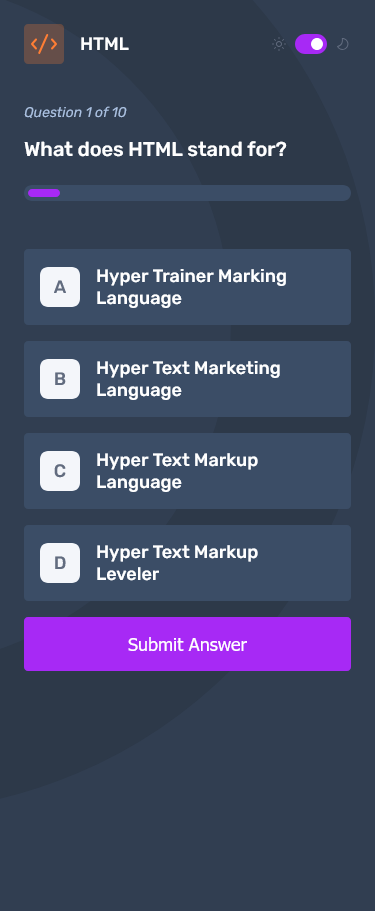 HTML
Question 1 of 10
What does HTML stand for?
A
Hyper Trainer Marking
Language
B
Hyper Text Marketing
Language
C
Hyper Text Markup
Language
D
Hyper Text Markup
Leveler
Submit Answer